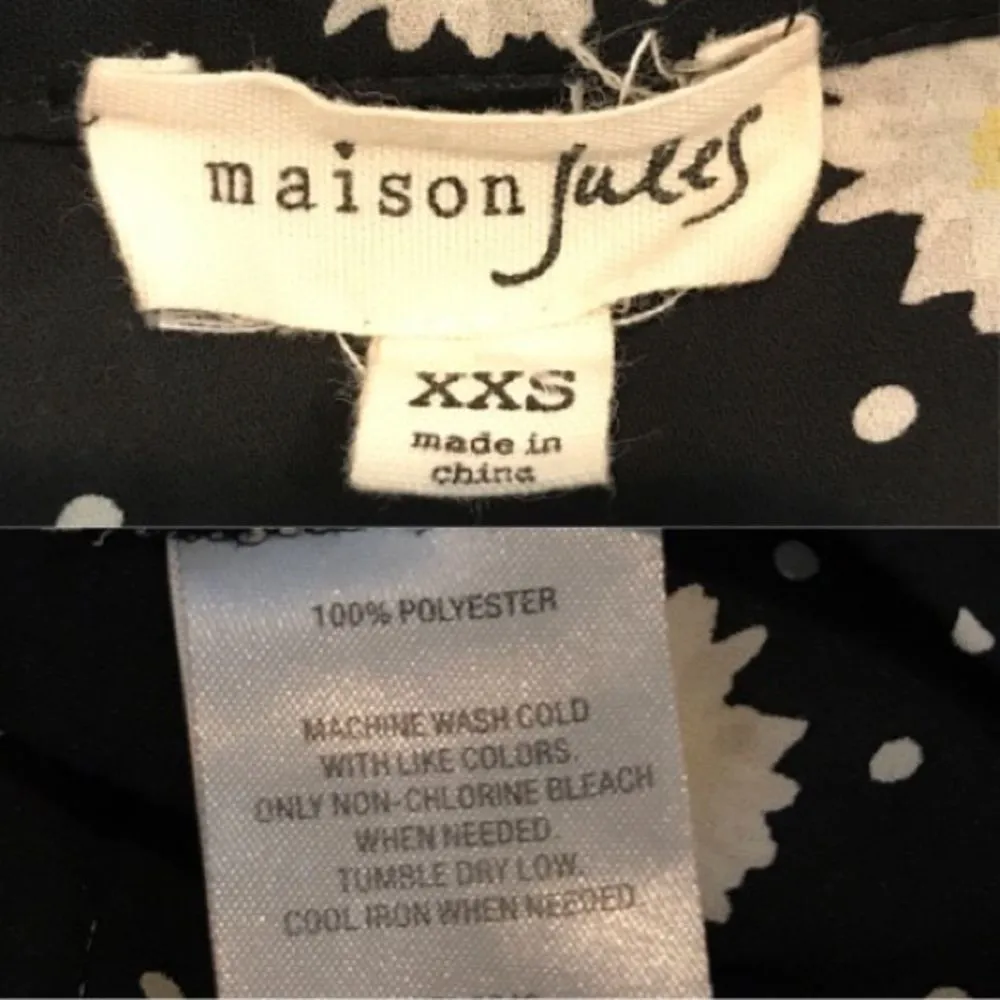 maison Jules
XXS
made in
china
100% POLYESTER
MACHINE WASH COLD
WITH LIKE COLORS.
ONLY NON-CHLORINE BLEACH
WHEN NEEDED.
TUMBLE DRY LOW.
COOL IRON WHEN NEEDED